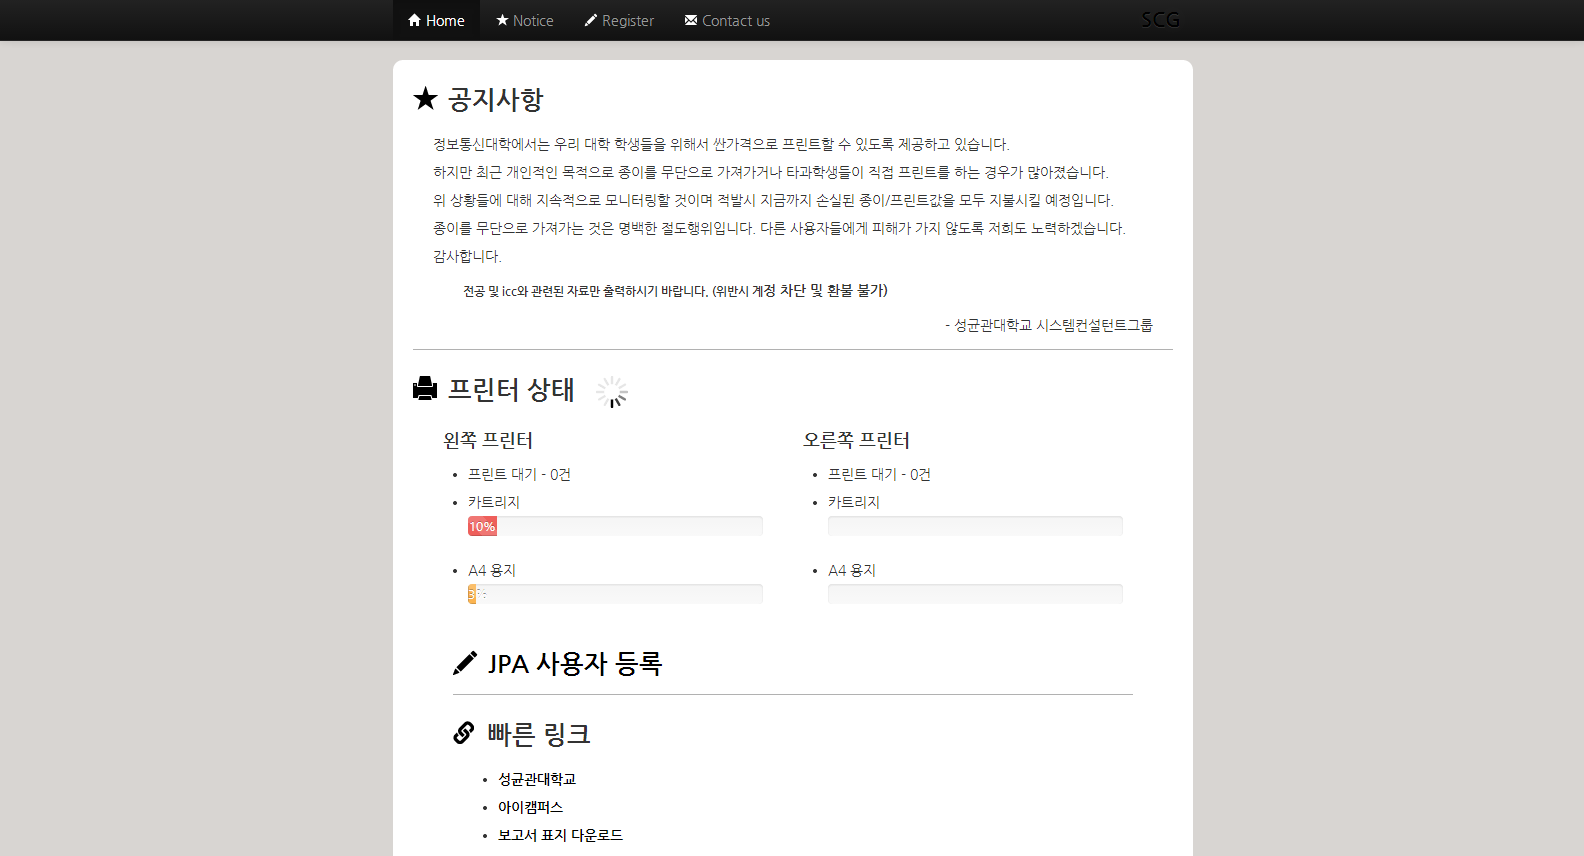 Home Notice Register Contact us SCG
공지사항
정보통신대학에서는 우리 대학 학생들을 위해서 싼가격으로 프린트할 수 있도록 제공하고 있습니다.
하지만 최근 개인적인 목적으로 종이를 무단으로 가져가거나 타과학생들이 직접 프린트를 하는 경우가 많아졌습니다.
위 상황들에 대해 지속적으로 모니터링할 것이며 적발시 지금까지 손실된 종이/프린트값을 모두 지불시킬 예정입니다.
종이를 무단으로 가져가는 것은 명백한 절도행위입니다. 다른 사용자들에게 피해가 가지 않도록 저희도 노력하겠습니다.
감사합니다.
전공 및 icc와 관련된 자료만 출력하시기 바랍니다. (위반시 계정 차단 및 환불 불가)
- 성균관대학교 시스템컨설턴트그룹
프린터 상태
왼쪽 프린터
프린트 대기 - 0건
카트리지
10%
A4 용지
3%
오른쪽 프린터
프린트 대기 - 0건
카트리지
A4 용지
JPA 사용자 등록
빠른 링크
성균관대학교
아이캠퍼스
보고서 표지 다운로드